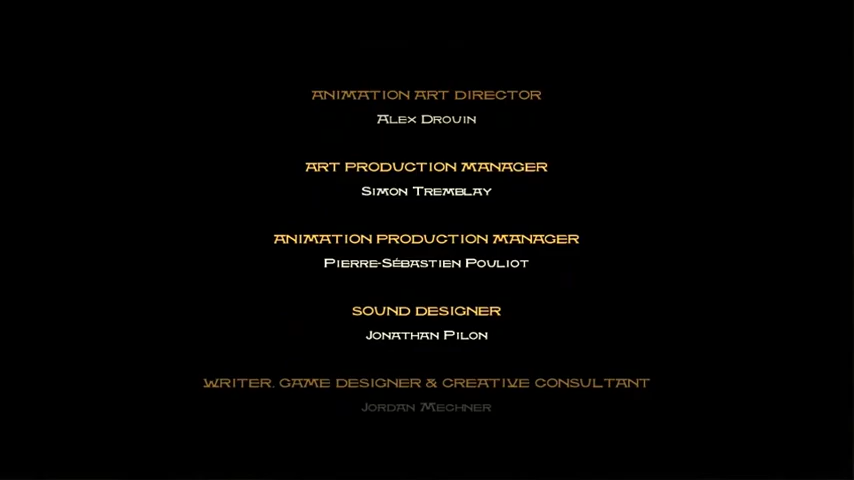 ANIMATION ART DIRECTOR
ALEX DROUIN
ART PRODUCTION MANAGER
SIMON TREMBLAY
ANIMATION PRODUCTION MANAGER
PIERRE-SÉBASTIEN POULIOT
SOUND DESIGNER
JONATHAN PILON
WRITER, GAME DESIGNER & CREATIVE CONSULTANT
JORDAN MECHNER